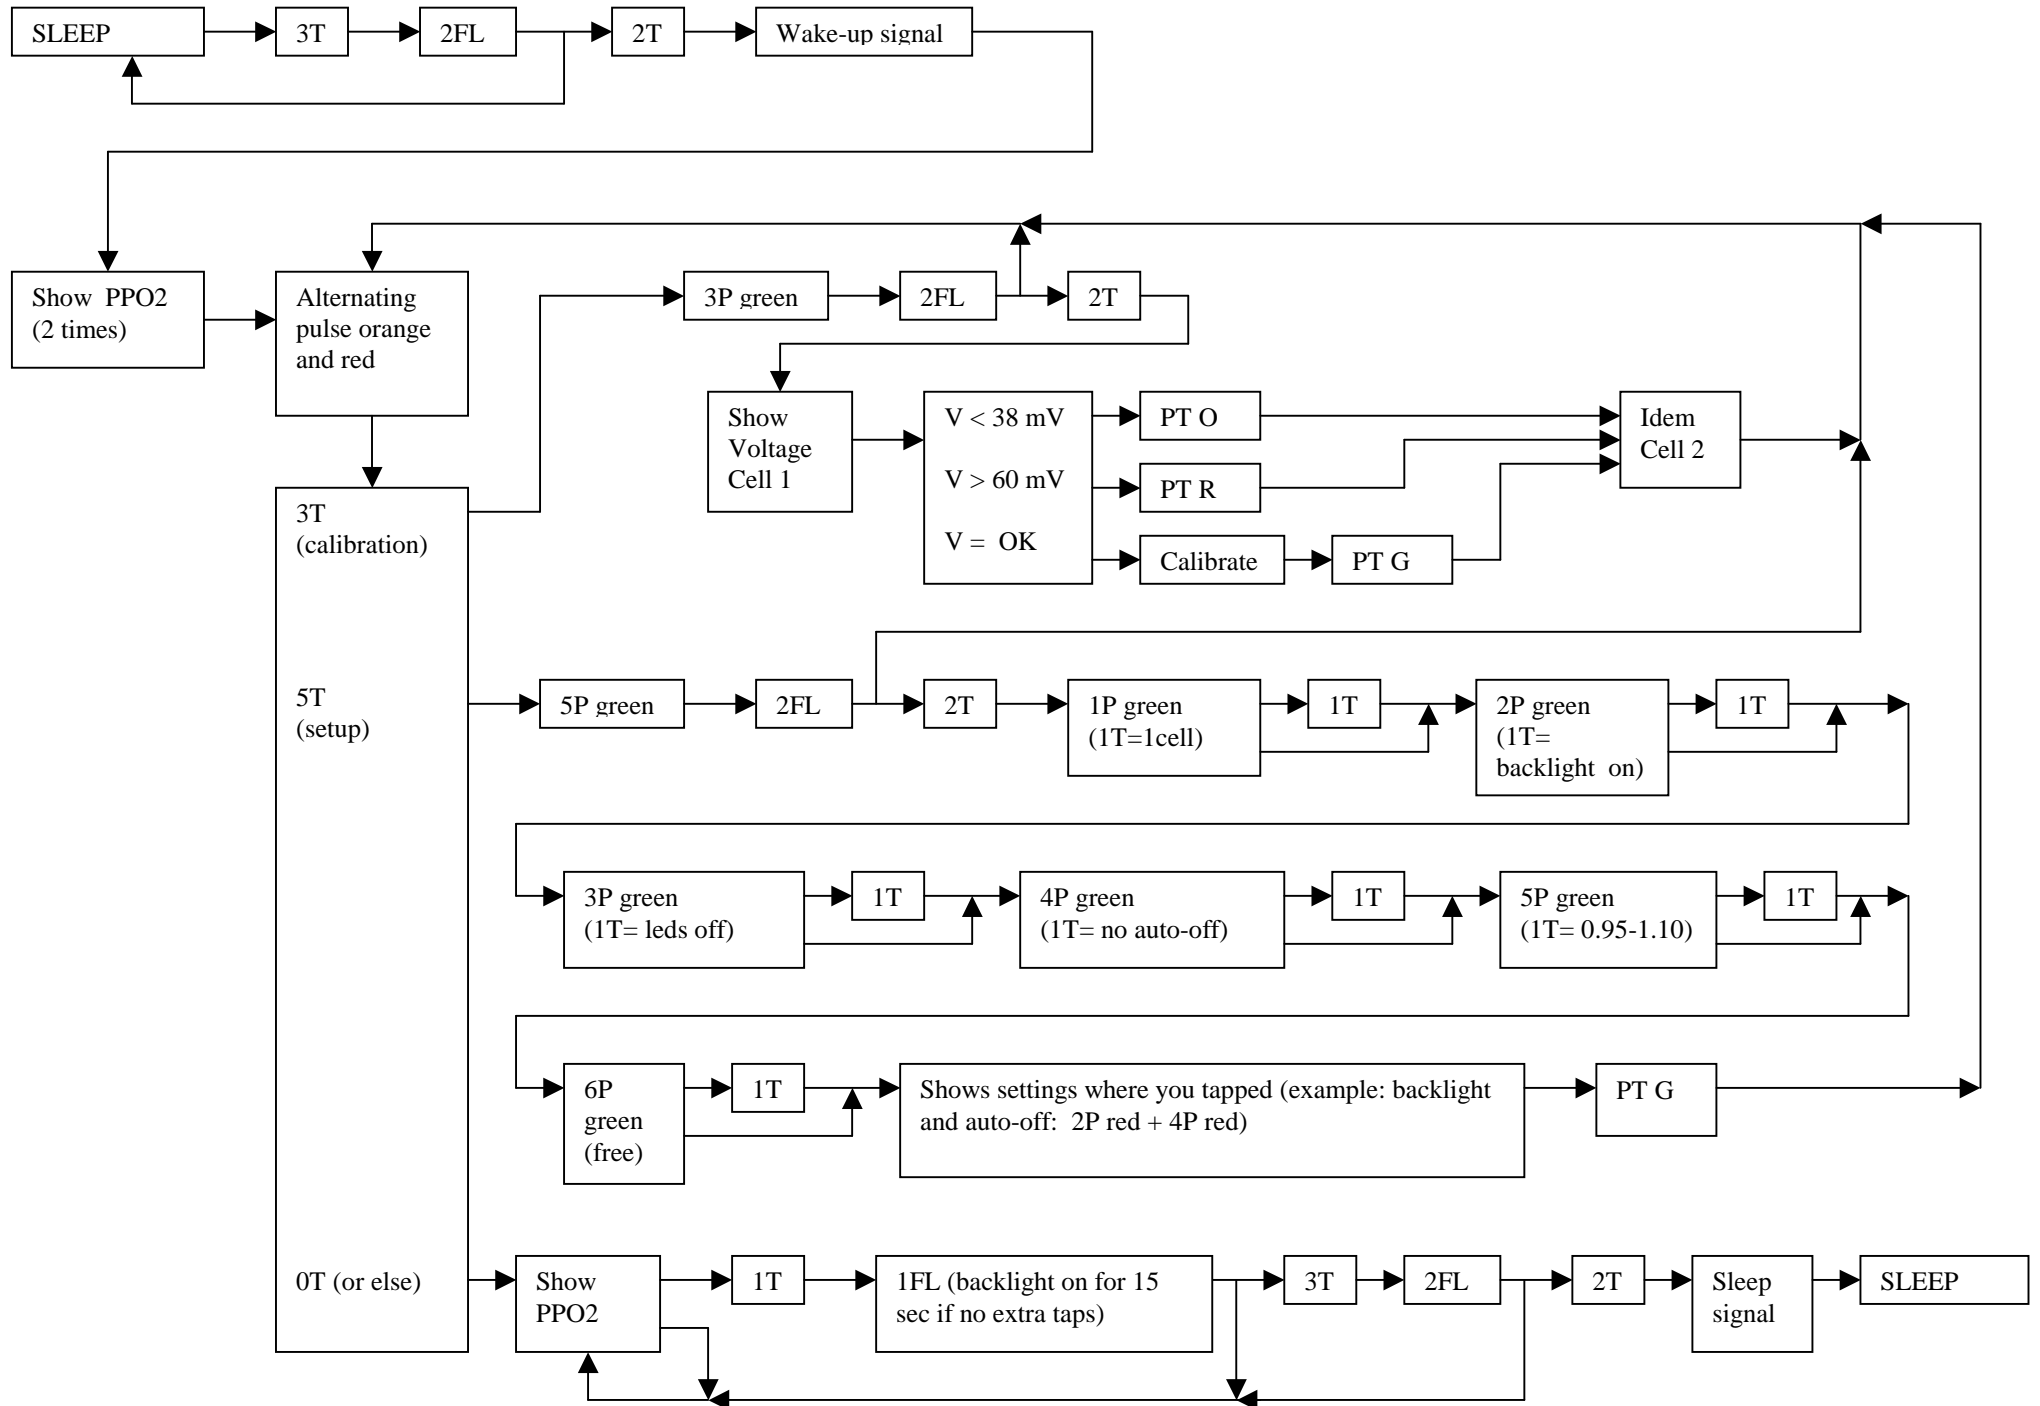 SLEEP
3T
2FL
2T
Wake-up signal
Show PPO2
(2 times)
Alternating
pulse orange
and red
3P green
2FL
2T
Show
Voltage
Cell 1
V < 38 mV
V > 60 mV
V = OK
PT O
PT R
Calibrate
PT G
Idem
Cell 2
3T
(calibration)
5T
(setup)
0T (or else)
5P green
2FL
2T
1P green
(1T=1cell)
1T
2P green
(1T=
backlight on)
1T
3P green
(1T= leds off)
1T
4P green
(1T= no auto-off)
1T
5P green
(1T= 0.95-1.10)
1T
6P
green
(free)
1T
Shows settings where you tapped (example: backlight
and auto-off: 2P red + 4P red)
PT G
Show
PPO2
1T
1FL (backlight on for 15
sec if no extra taps)
3T
2FL
2T
Sleep
signal
SLEEP